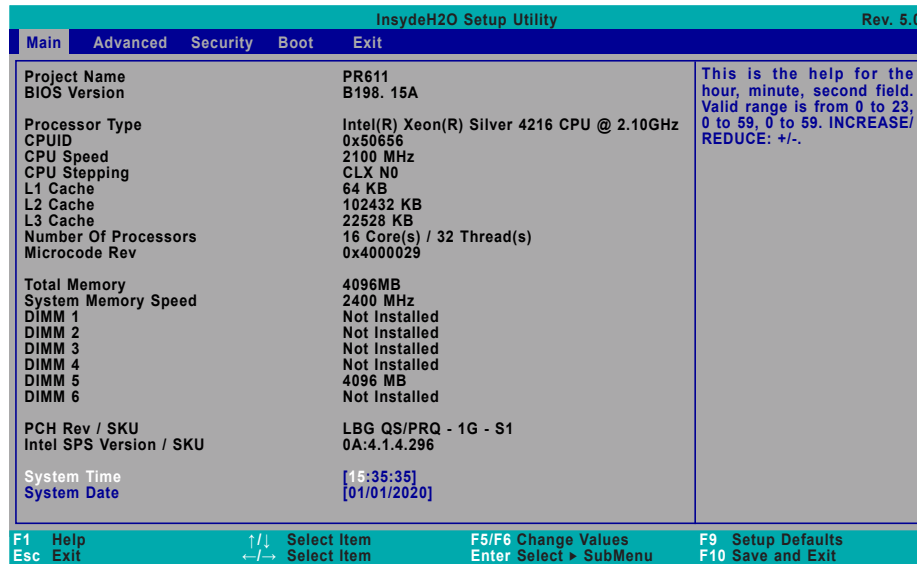 InsydeH2O Setup Utility Rev. 5.0
Main Advanced Security Boot Exit
Project Name PR611
BIOS Version B198. 15A
Processor Type Intel(R) Xeon(R) Silver 4216 CPU @ 2.10GHz
CPUID 0x50656
CPU Speed 2100 MHz
CPU Stepping CLX N0
L1 Cache 64 KB
L2 Cache 102432 KB
L3 Cache 22528 KB
Number Of Processors 16 Core(s) / 32 Thread(s)
Microcode Rev 0x4000029
Total Memory 4096MB
System Memory Speed 2400 MHz
DIMM 1 Not Installed
DIMM 2 Not Installed
DIMM 3 Not Installed
DIMM 4 Not Installed
DIMM 5 4096 MB
DIMM 6 Not Installed
PCH Rev / SKU LBG QS/PRQ - 1G - S1
Intel SPS Version / SKU 0A:4.1.4.296
System Time [15:35:35]
System Date [01/01/2020]
This is the help for the
hour, minute, second field.
Valid range is from 0 to 23,
0 to 59, 0 to 59. INCREASE/
REDUCE: +/-.
F1 Help ↑/↓ Select Item F5/F6 Change Values F9 Setup Defaults
Esc Exit ←/→ Select Item Enter Select ▸ SubMenu F10 Save and Exit